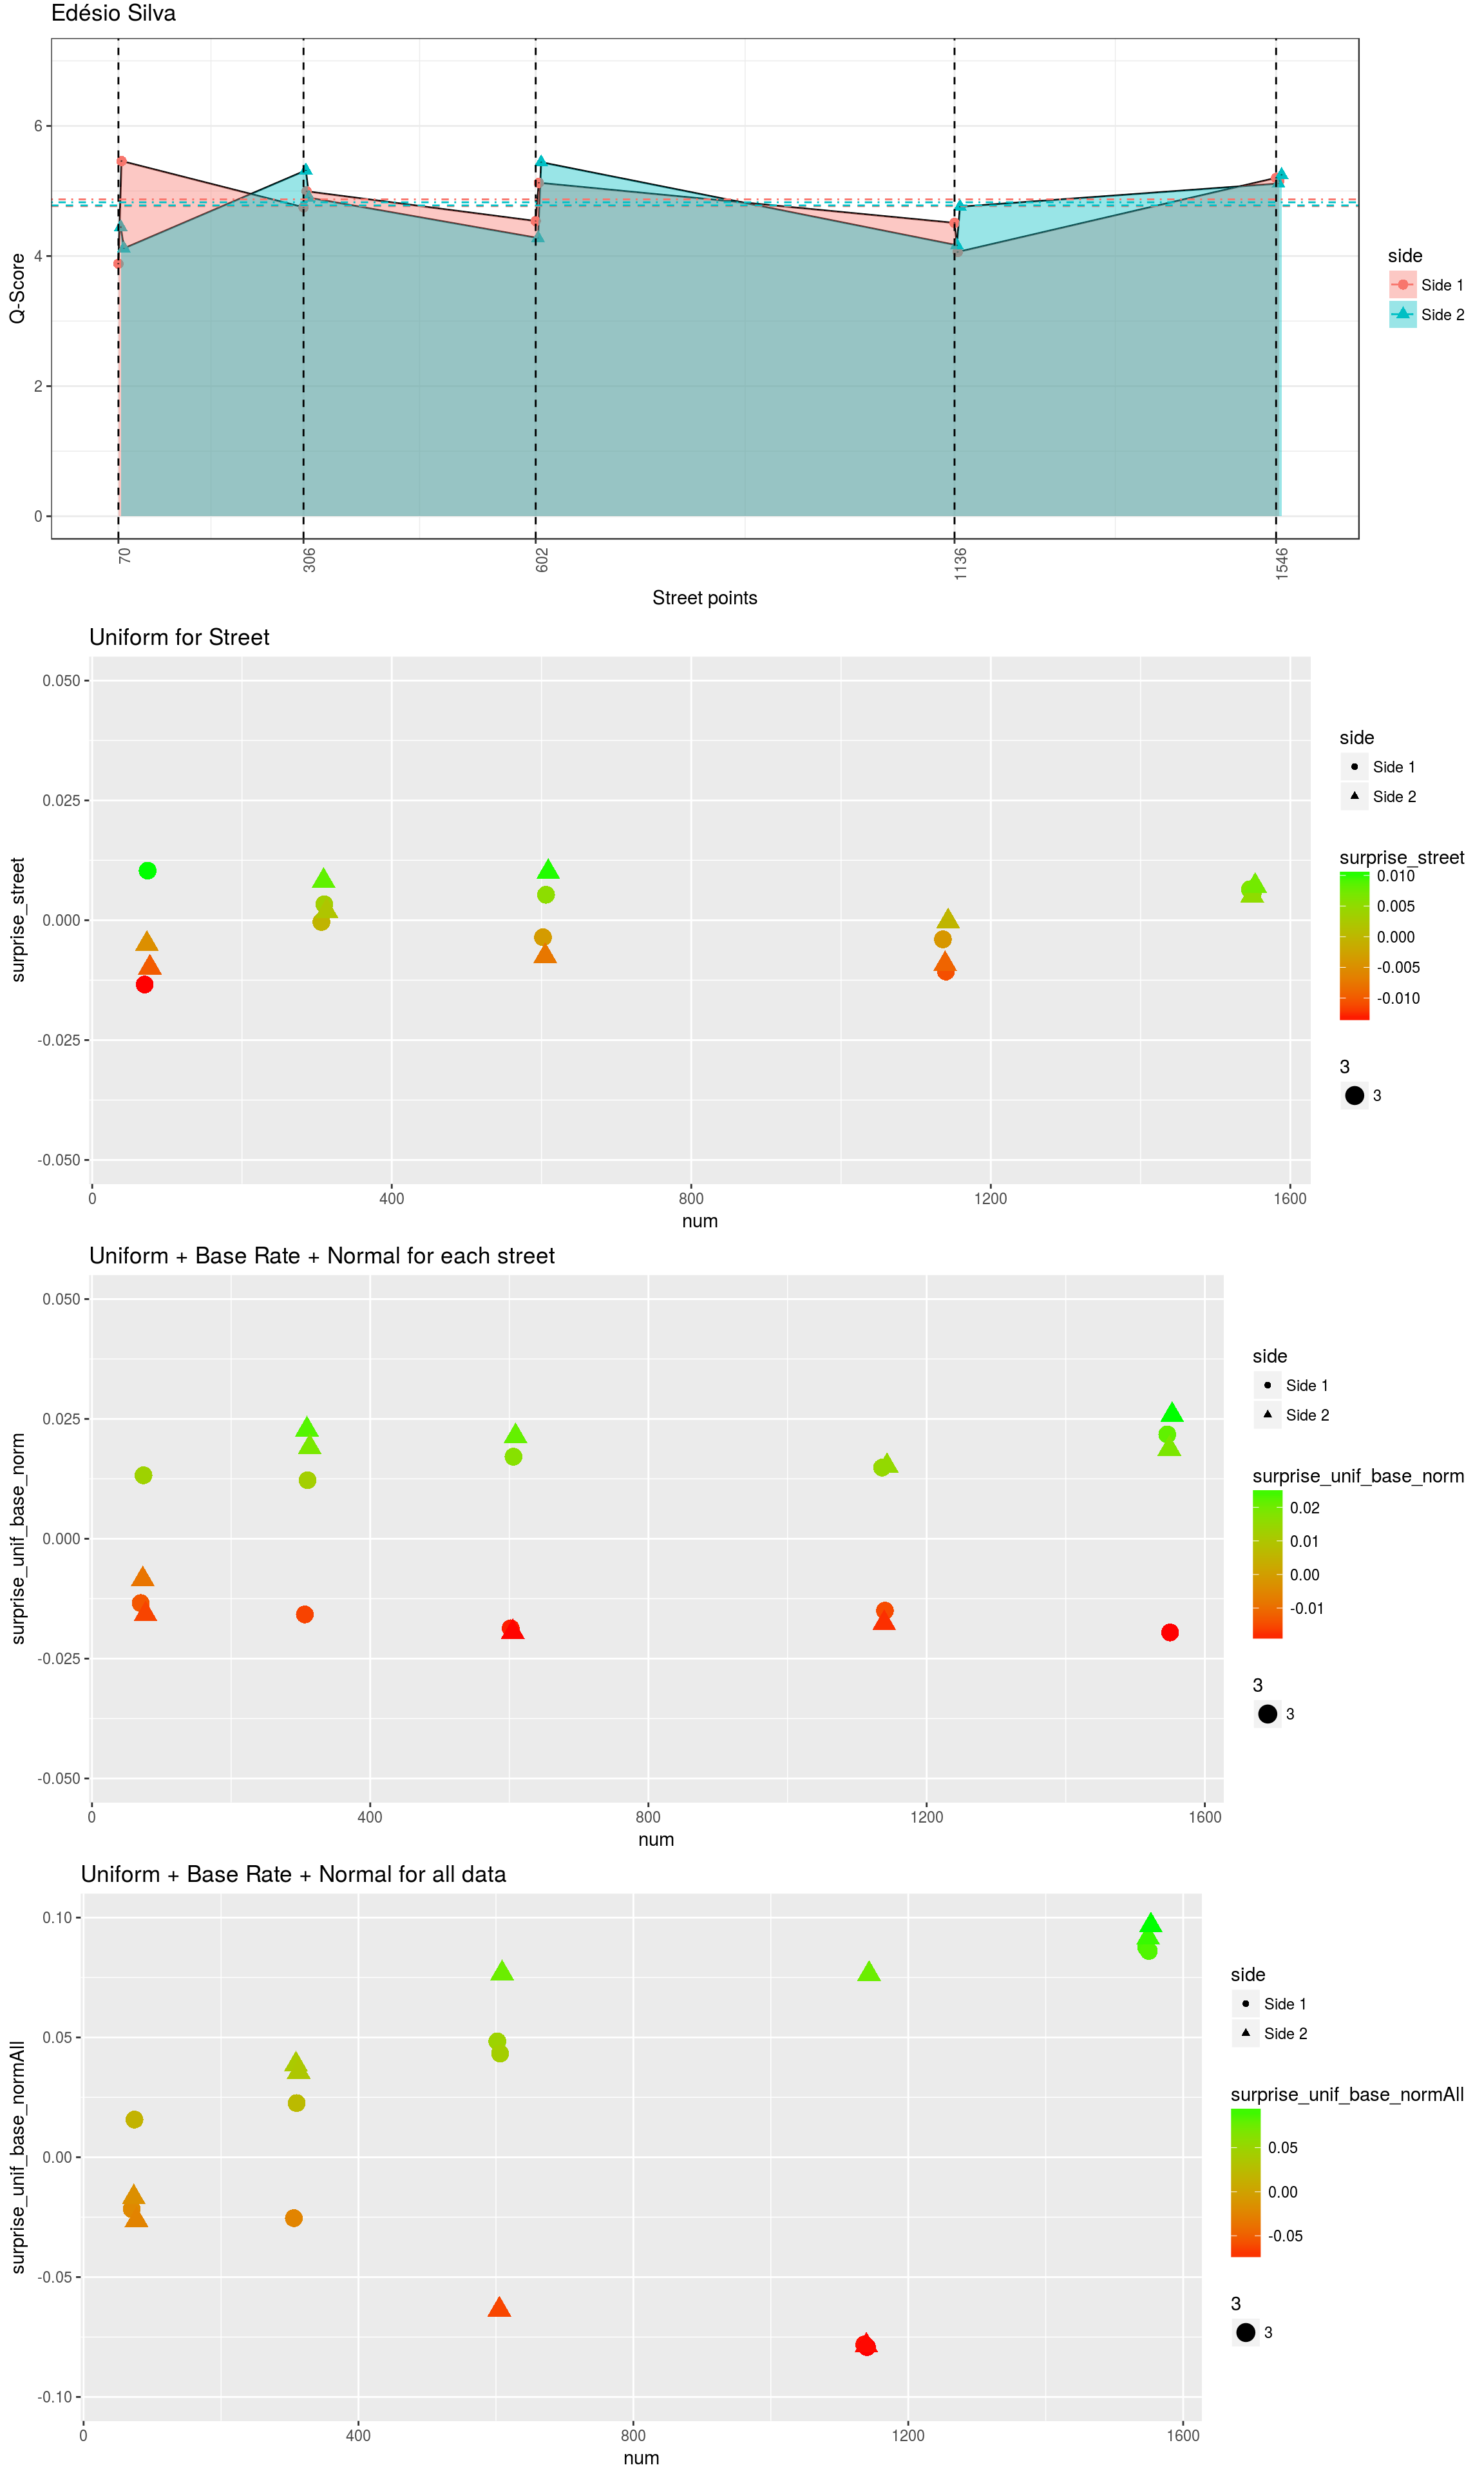 Edésio Silva
6
4
2
0
Q-Score
70
306
602
1136
1546
Street points
side
Side 1
Side 2
Uniform for Street
0.050
0.025
0.000
-0.025
-0.050
surprise_street
0
400
800
1200
1600
num
side
Side 1
Side 2
surprise_street
0.010
0.005
0.000
-0.005
-0.010
3
3
Uniform + Base Rate + Normal for each street
0.050
0.025
0.000
-0.025
-0.050
surprise_unif_base_norm
0
400
800
1200
1600
num
side
Side 1
Side 2
surprise_unif_base_norm
0.02
0.01
0.00
-0.01
3
3
Uniform + Base Rate + Normal for all data
0.10
0.05
0.00
-0.05
-0.10
surprise_unif_base_normAll
0
400
800
1200
1600
num
side
Side 1
Side 2
surprise_unif_base_normAll
0.05
0.00
-0.05
3
3